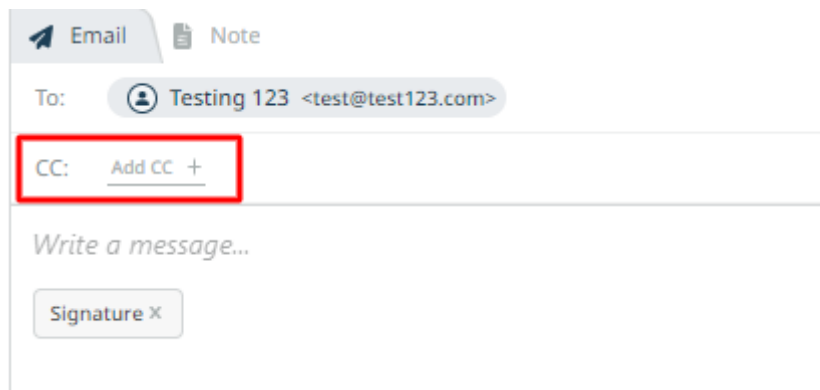 Email Note
To: Testing 123 <test@test123.com>
CC: Add CC +
Write a message...
Signature x